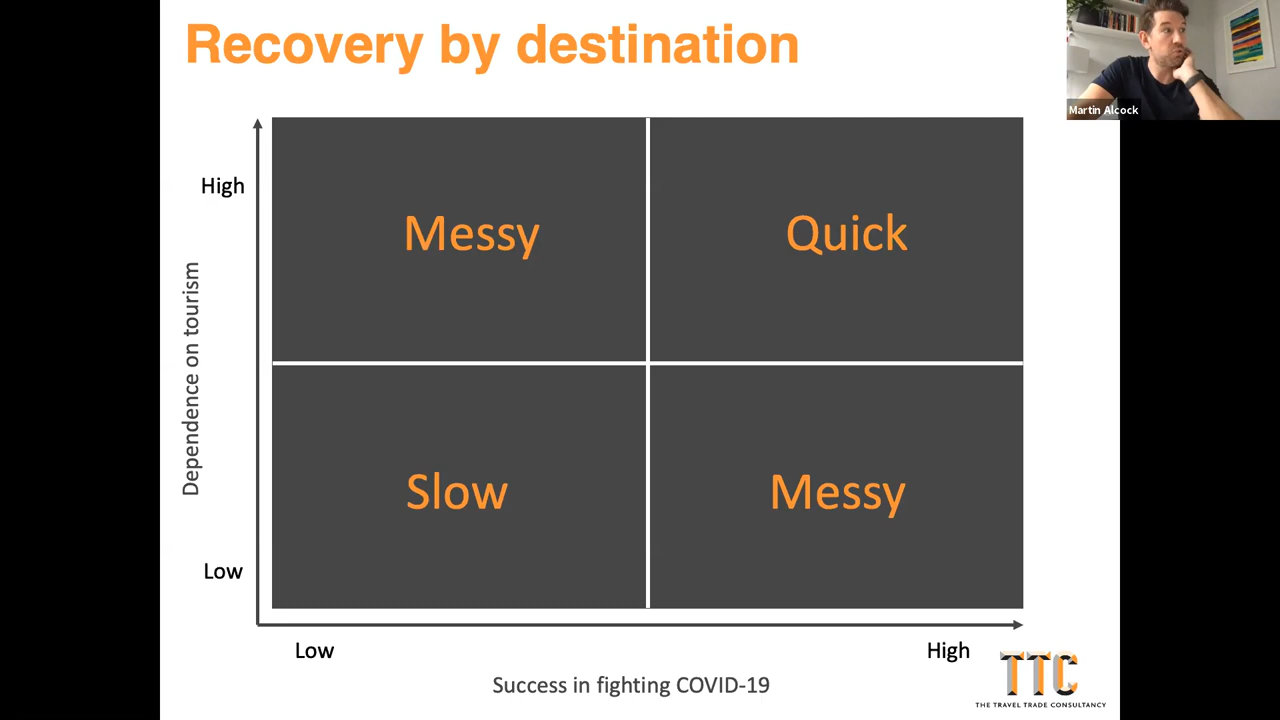 Recovery by destination
Martin Alcock
High
Messy
Quick
Dependence on tourism
Slow
Messy
Low
Low
High
Success in fighting COVID-19
TTC
THE TRAVEL TRADE CONSULTANCY